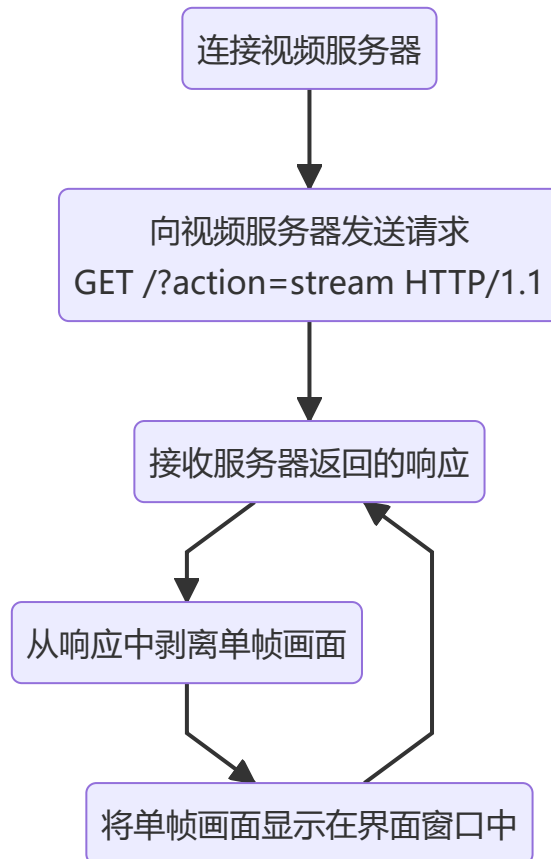 连接视频服务器
向视频服务器发送请求
GET /?action=stream HTTP/1.1
接收服务器返回的响应
从响应中剥离单帧画面
将单帧画面显示在界面窗口中